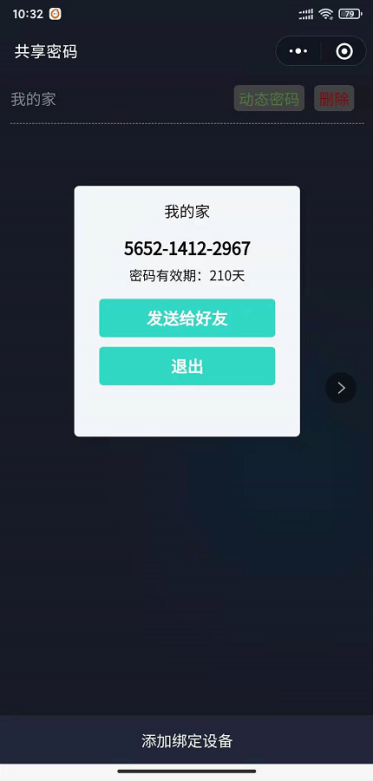 10:32 79
共享密码
我的家 动态密码 删除
我的家
5652-1412-2967
密码有效期：210天
发送给好友
退出
添加绑定设备